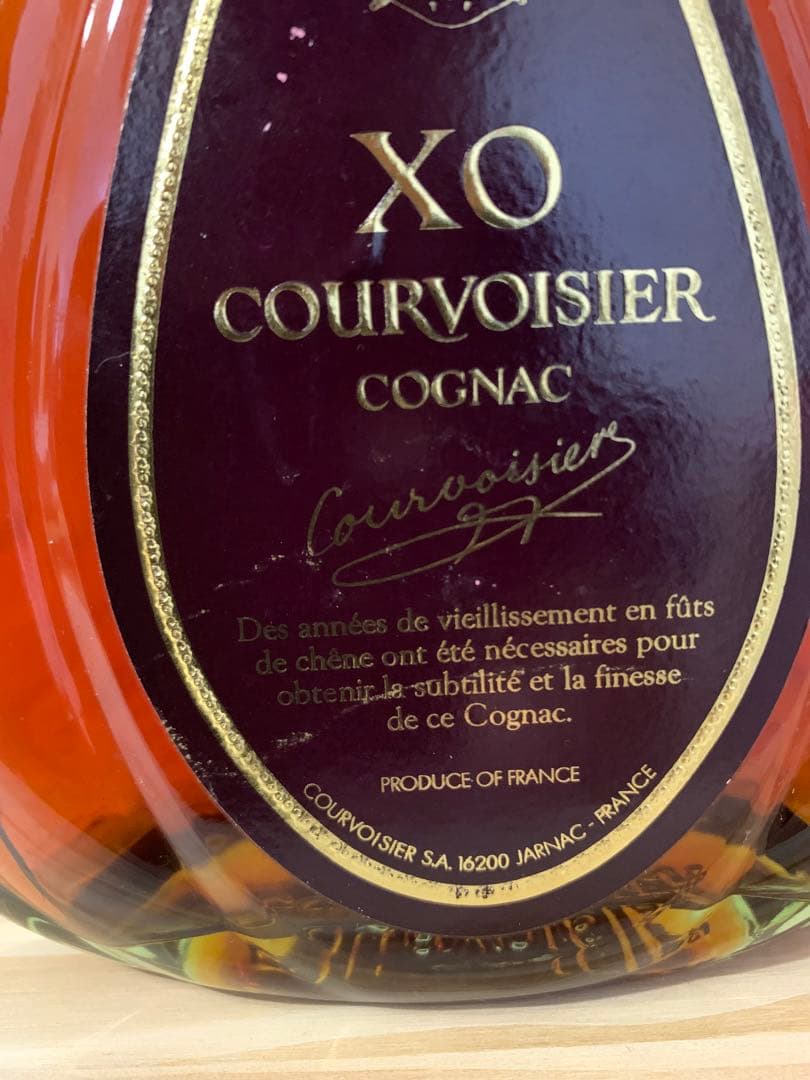 XO
COURVOISIER
COGNAC
Courvoisier
Des années de vieillissement en fûts
de chêne ont été nécessaires pour
obtenir la subtilité et la finesse
de ce Cognac.
PRODUCE OF FRANCE
COURVOISIER S.A. 16200 JARNAC - FRANCE